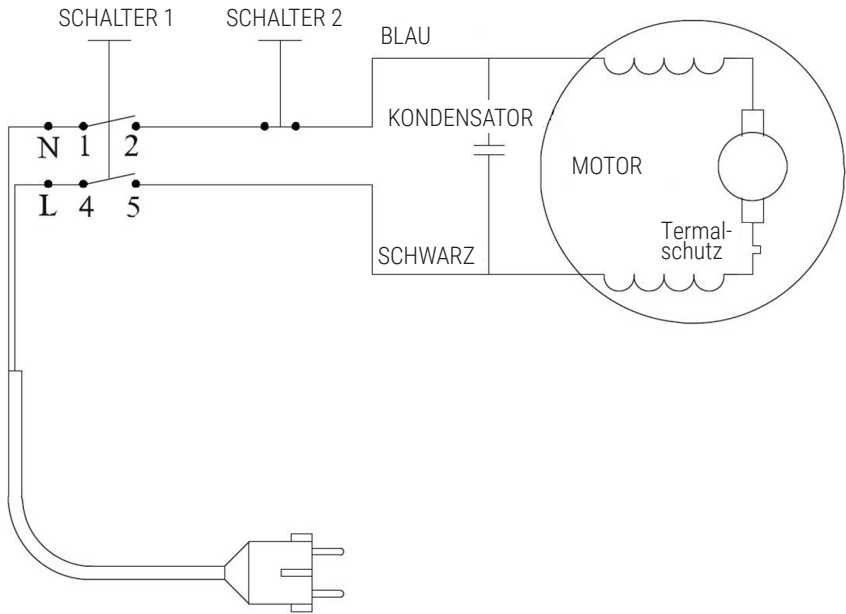 SCHALTER 1 SCHALTER 2
BLAU
KONDENSATOR
N 1 2
MOTOR
L 4 5
Termal-
schutz
SCHWARZ